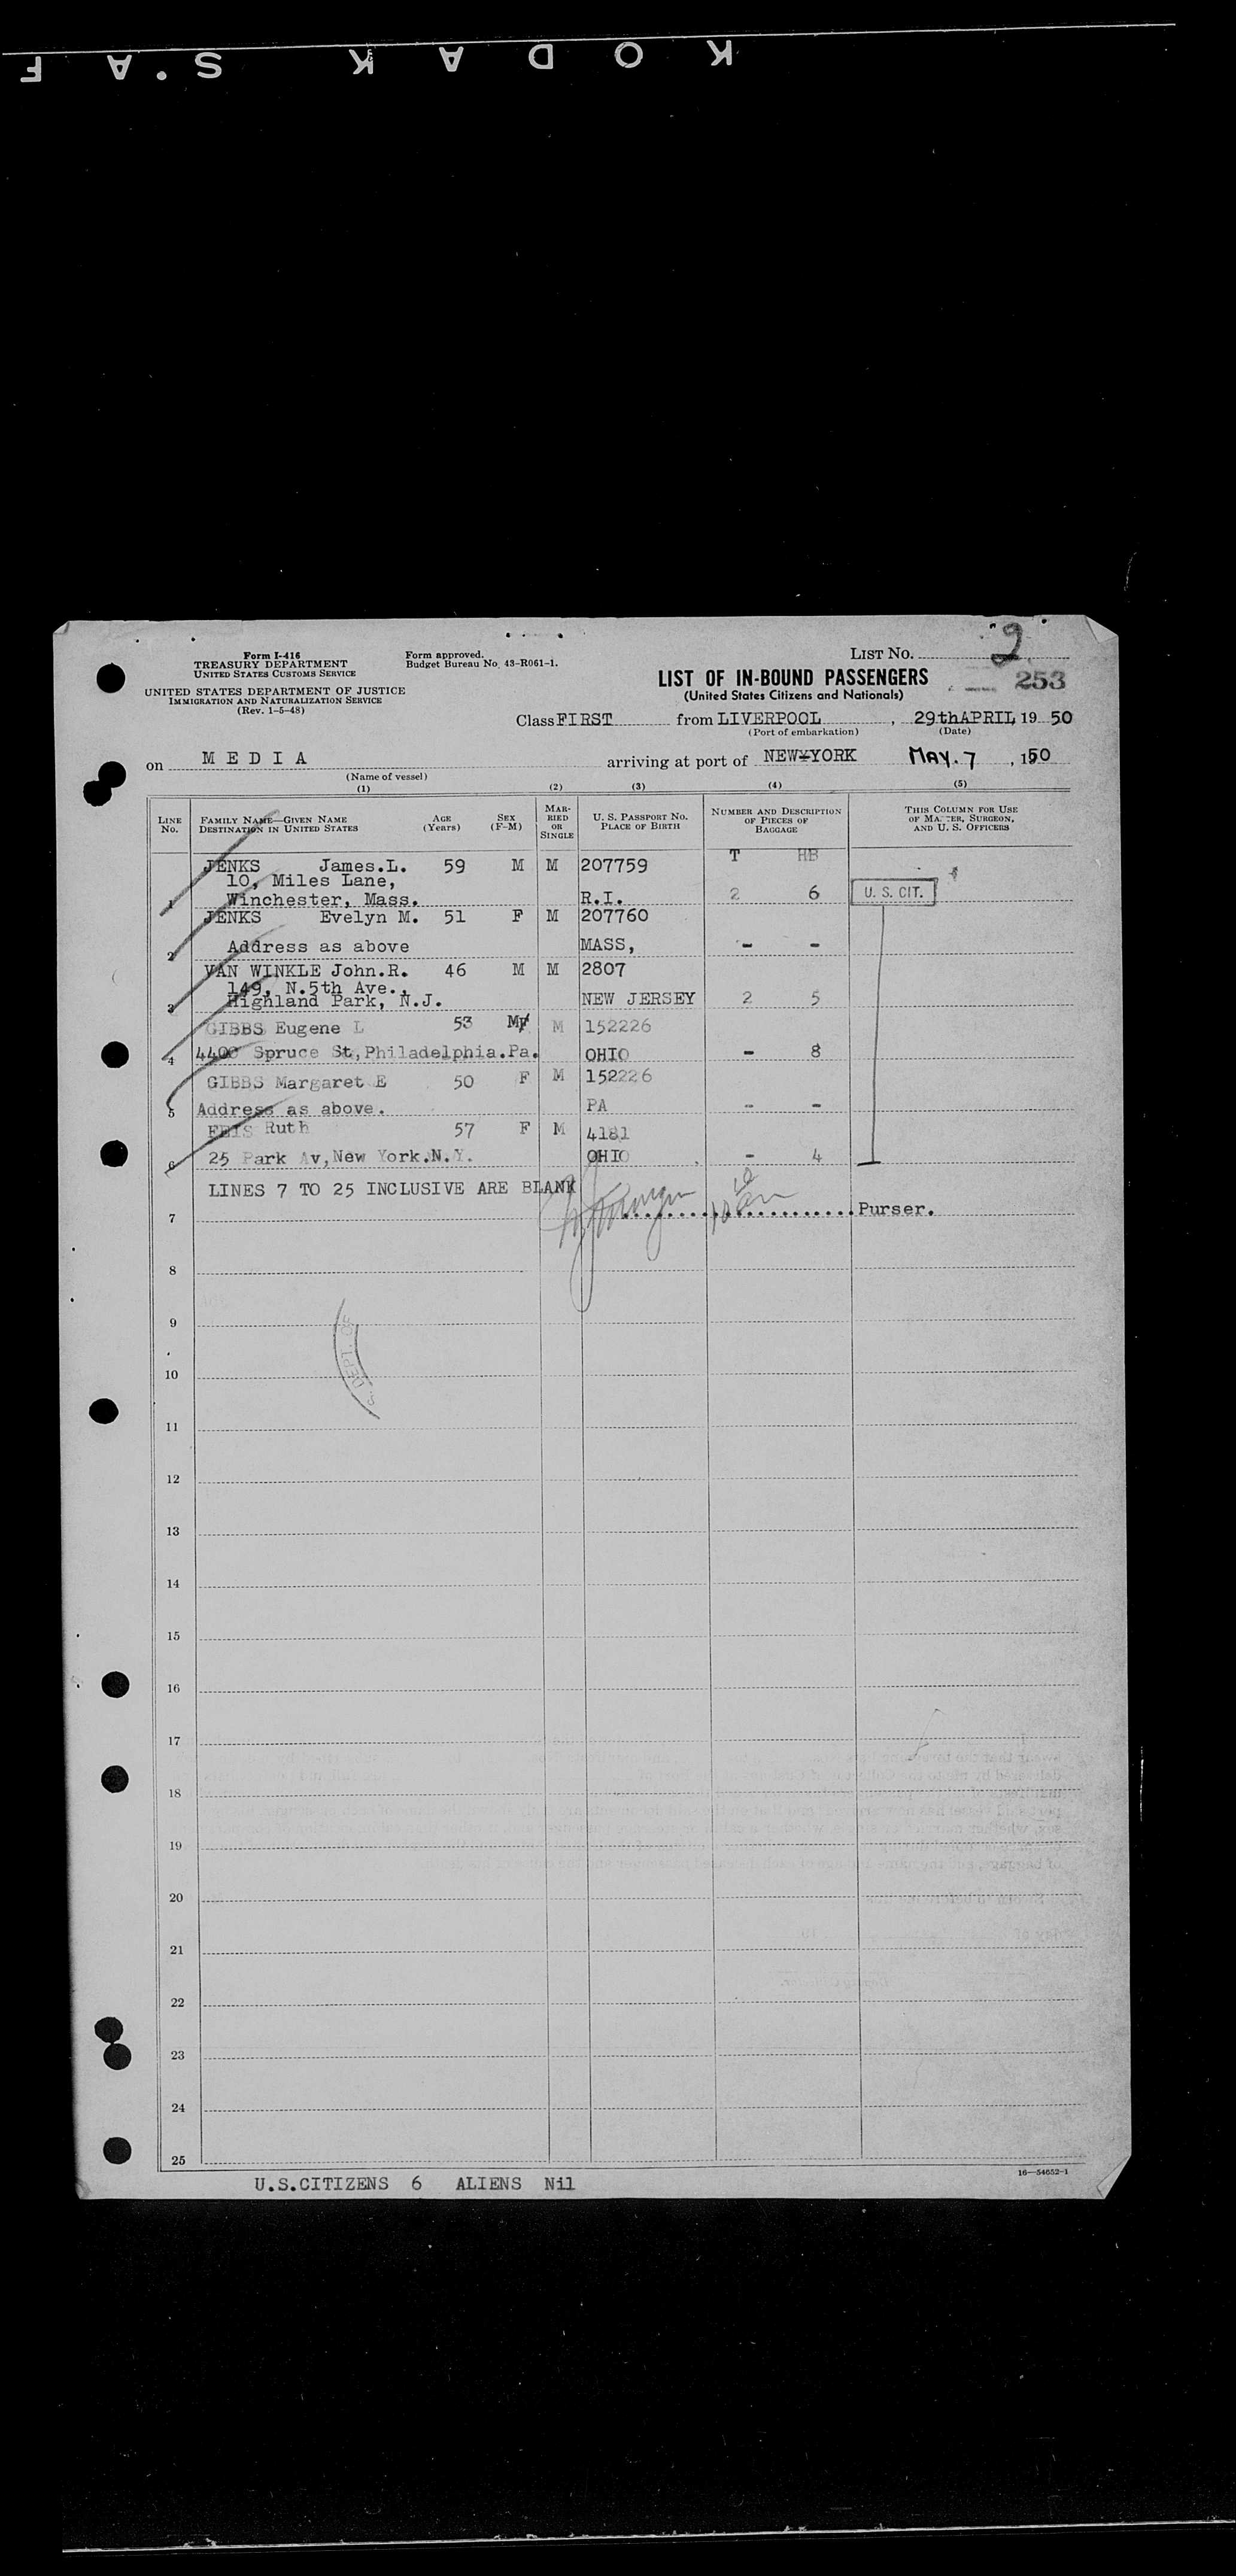 KODAK S.A F
Form I-416
TREASURY DEPARTMENT
UNITED STATES CUSTOMS SERVICE
UNITED STATES DEPARTMENT OF JUSTICE
IMMIGRATION AND NATURALIZATION SERVICE
(Rev. 1-5-48)
Form approved.
Budget Bureau No. 43-R061-1.
LIST NO. 2
LIST OF IN-BOUND PASSENGERS
(United States Citizens and Nationals)
253
Class FIRST from LIVERPOOL, 29thAPRIL 19 50
(Port of embarkation) (Date)
on MEDIA arriving at port of NEW-YORK MAY. 7, 1950
(Name of vessel)
(1) (2) (3) (4) (5)
LINE NO. FAMILY NAME—GIVEN NAME DESTINATION IN UNITED STATES AGE (Years) SEX (F-M) MARRIED OR SINGLE U. S. PASSPORT NO. PLACE OF BIRTH NUMBER AND DESCRIPTION OF PIECES OF BAGGAGE THIS COLUMN FOR USE OF MASTER, SURGEON, AND U. S. OFFICERS
JENKS James.L. 59 M M 207759 T HB
10, Miles Lane,
1 Winchester, Mass. R.I. 2 6 U. S. CIT.
JENKS Evelyn M. 51 F M 207760
2 Address as above MASS, - -
VAN WINKLE John.R. 46 M M 2807
149, N.5th Ave.,
3 Highland Park, N.J. NEW JERSEY 2 5
GIBBS Eugene L 53 M M 152226
4 4400 Spruce St,Philadelphia.Pa. OHIO - 8
GIBBS Margaret E 50 F M 152226
5 Address as above. PA - -
FEIS Ruth 57 F M 4181
6 25 Park Av,New York.N.Y. OHIO - 4
LINES 7 TO 25 INCLUSIVE ARE BLANK
7 Purser.
8
9
DEPT. OF
10
11
12
13
14
15
16
17
18
19
20
21
22
23
24
25
U.S.CITIZENS 6 ALIENS Nil
16—54652-1